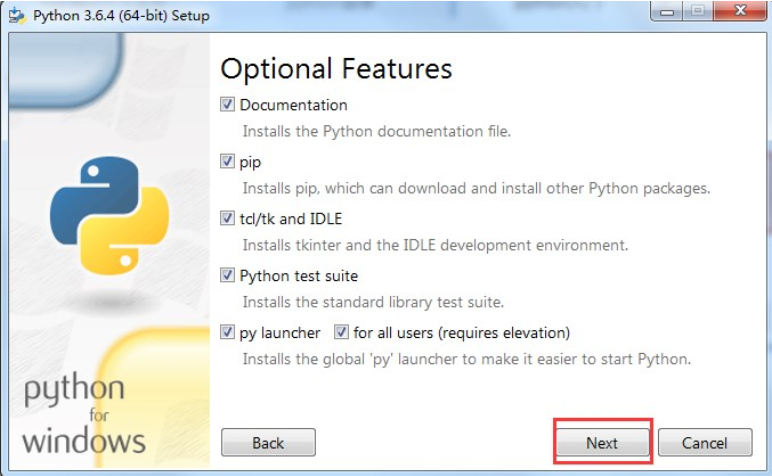 Python 3.6.4 (64-bit) Setup
Optional Features
Documentation
Installs the Python documentation file.
pip
Installs pip, which can download and install other Python packages.
tcl/tk and IDLE
Installs tkinter and the IDLE development environment.
Python test suite
Installs the standard library test suite.
py launcher for all users (requires elevation)
Installs the global 'py' launcher to make it easier to start Python.
python
for
windows
Back Next Cancel